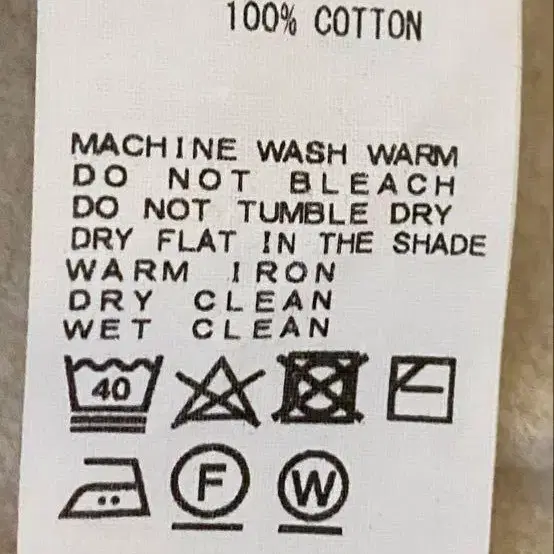 100% COTTON
MACHINE WASH WARM
DO NOT BLEACH
DO NOT TUMBLE DRY
DRY FLAT IN THE SHADE
WARM IRON
DRY CLEAN
WET CLEAN
40
F W